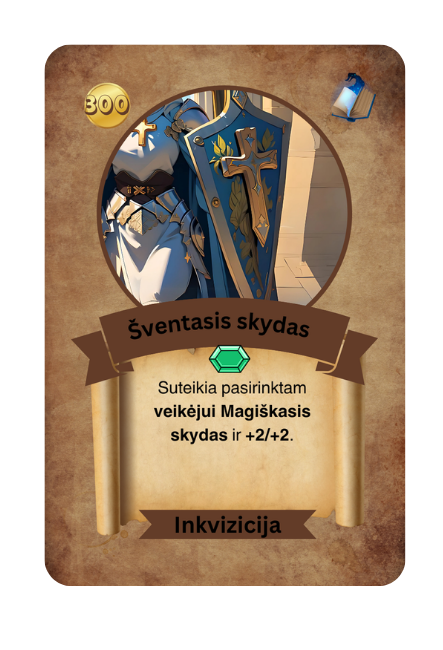 300
Šventasis skydas
Suteikia pasirinktam
veikėjui Magiškasis
skydas ir +2/+2.
Inkvizicija